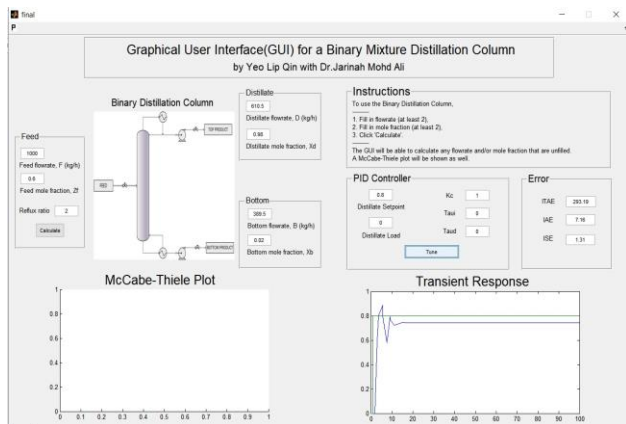 final
P
Graphical User Interface(GUI) for a Binary Mixture Distillation Column
by Yeo Lip Qin with Dr.Jarinah Mohd Ali
Feed
1000
Feed flowrate, F (kg/h)
0.6
Feed mole fraction, Zf
Reflux ratio 2
Calculate
Binary Distillation Column
TOP PRODUCT
FEED
BOTTOM PRODUCT
Distillate
610.5
Distillate flowrate, D (kg/h)
0.96
Distillate mole fraction, Xd
Bottom
389.5
Bottom flowrate, B (kg/h)
0.02
Bottom mole fraction, Xb
Instructions
To use the Binary Distillation Column,
--------
1. Fill in flowrate (at least 2),
2. Fill in mole fraction (at least 2).
3. Click 'Calculate'.
--------
The GUI will be able to calculate any flowrate and/or mole fraction that are unfilled.
A McCabe-Thiele plot will be shown as well.
PID Controller
0.8
Distillate Setpoint
0
Distillate Load
Kc 1
Taui 0
Taud 0
Tune
Error
ITAE 293.18
IAE 7.16
ISE 1.31
McCabe-Thiele Plot
1
0.8
0.6
0.4
0.2
0
0 0.1 0.2 0.3 0.4 0.5 0.6 0.7 0.8 0.9 1
Transient Response
1
0.8
0.6
0.4
0.2
0
0 10 20 30 40 50 60 70 80 90 100